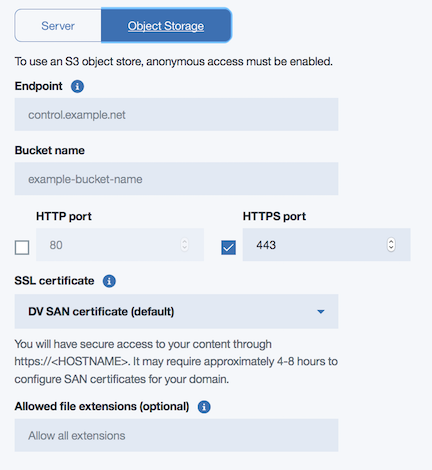 Server
Object Storage
To use an S3 object store, anonymous access must be enabled.
Endpoint
control.example.net
Bucket name
example-bucket-name
HTTP port
HTTPS port
80
443
SSL certificate
DV SAN certificate (default)
You will have secure access to your content through
https://<HOSTNAME>. It may require approximately 4-8 hours to
configure SAN certificates for your domain.
Allowed file extensions (optional)
Allow all extensions